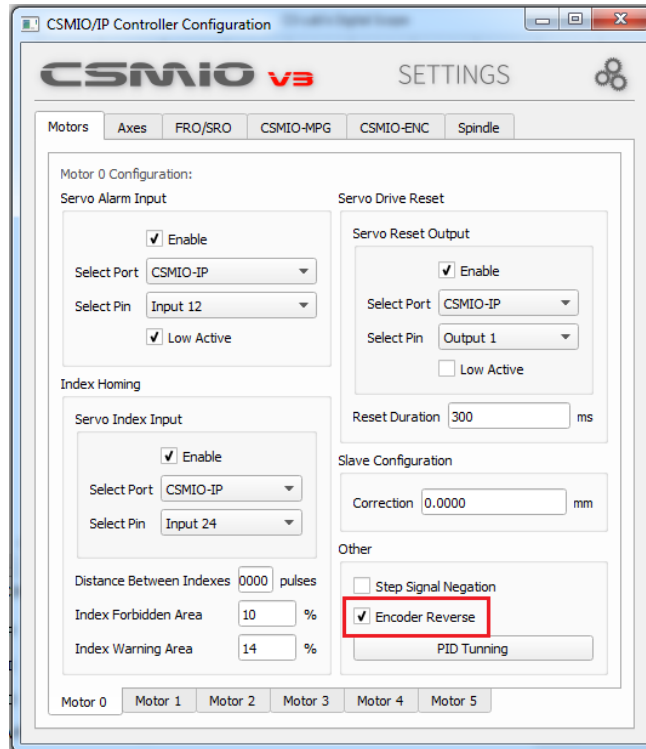 CSMIO/IP Controller Configuration
CSMIO V3 SETTINGS
Motors Axes FRO/SRO CSMIO-MPG CSMIO-ENC Spindle
Motor 0 Configuration:
Servo Alarm Input
Enable
Select Port CSMIO-IP
Select Pin Input 12
Low Active
Index Homing
Servo Index Input
Enable
Select Port CSMIO-IP
Select Pin Input 24
Distance Between Indexes 0000 pulses
Index Forbidden Area 10 %
Index Warning Area 14 %
Servo Drive Reset
Servo Reset Output
Enable
Select Port CSMIO-IP
Select Pin Output 1
Low Active
Reset Duration 300 ms
Slave Configuration
Correction 0.0000 mm
Other
Step Signal Negation
Encoder Reverse
PID Tunning
Motor 0 Motor 1 Motor 2 Motor 3 Motor 4 Motor 5